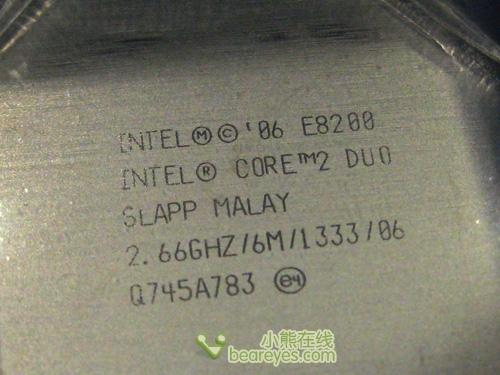 INTEL Ⓜ © '06 E8200
INTEL® CORE™2 DUO
SLAPP MALAY
2.66GHZ/6M/1333/06
Q745A783 e4
小熊在线
beareyes.com